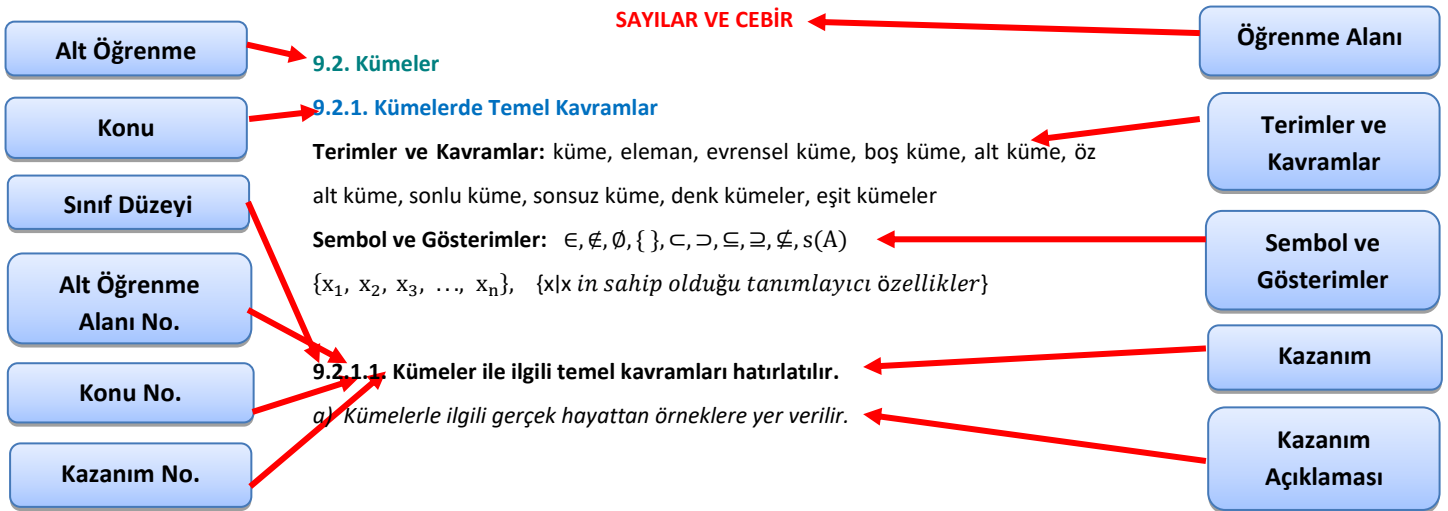 SAYILAR VE CEBİR
Alt Öğrenme
Öğrenme Alanı
9.2. Kümeler
9.2.1. Kümelerde Temel Kavramlar
Konu
Terimler ve
Kavramlar
Terimler ve Kavramlar: küme, eleman, evrensel küme, boş küme, alt küme, öz
alt küme, sonlu küme, sonsuz küme, denk kümeler, eşit kümeler
Sınıf Düzeyi
Sembol ve Gösterimler: ∈,∉,∅,{ },⊂,⊃,⊆,⊇,⊈,s(A)
Sembol ve
Gösterimler
{x₁, x₂, x₃, …, xₙ}, {x|x in sahip olduğu tanımlayıcı özellikler}
Alt Öğrenme
Alanı No.
Kazanım
9.2.1.1. Kümeler ile ilgili temel kavramları hatırlatılır.
Konu No.
a) Kümelerle ilgili gerçek hayattan örneklere yer verilir.
Kazanım
Açıklaması
Kazanım No.